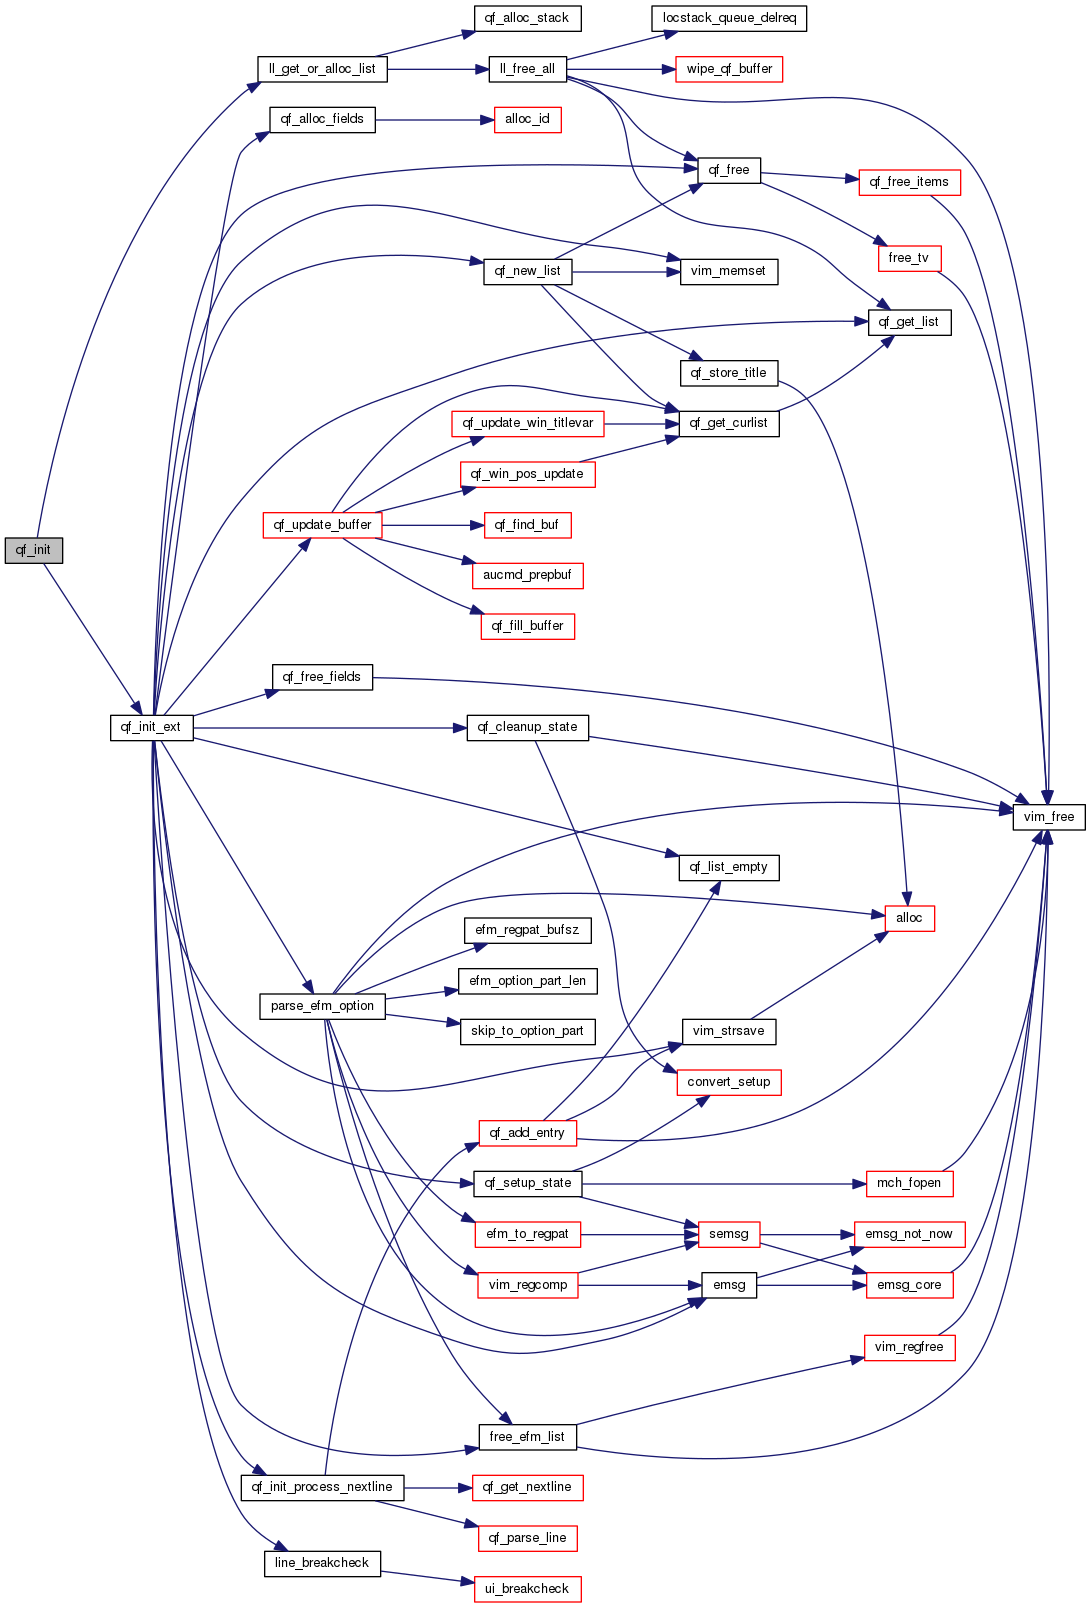 qf_alloc_stack
locstack_queue_delreq
ll_get_or_alloc_list
ll_free_all
wipe_qf_buffer
qf_alloc_fields
alloc_id
qf_free
qf_free_items
free_tv
qf_new_list
vim_memset
qf_get_list
qf_store_title
qf_update_win_titlevar
qf_get_curlist
qf_win_pos_update
qf_update_buffer
qf_find_buf
qf_init
aucmd_prepbuf
qf_fill_buffer
qf_free_fields
qf_init_ext
qf_cleanup_state
vim_free
qf_list_empty
alloc
efm_regpat_bufsz
efm_option_part_len
parse_efm_option
skip_to_option_part
vim_strsave
convert_setup
qf_add_entry
qf_setup_state
mch_fopen
efm_to_regpat
semsg
emsg_not_now
vim_regcomp
emsg
emsg_core
vim_regfree
free_efm_list
qf_init_process_nextline
qf_get_nextline
qf_parse_line
line_breakcheck
ui_breakcheck